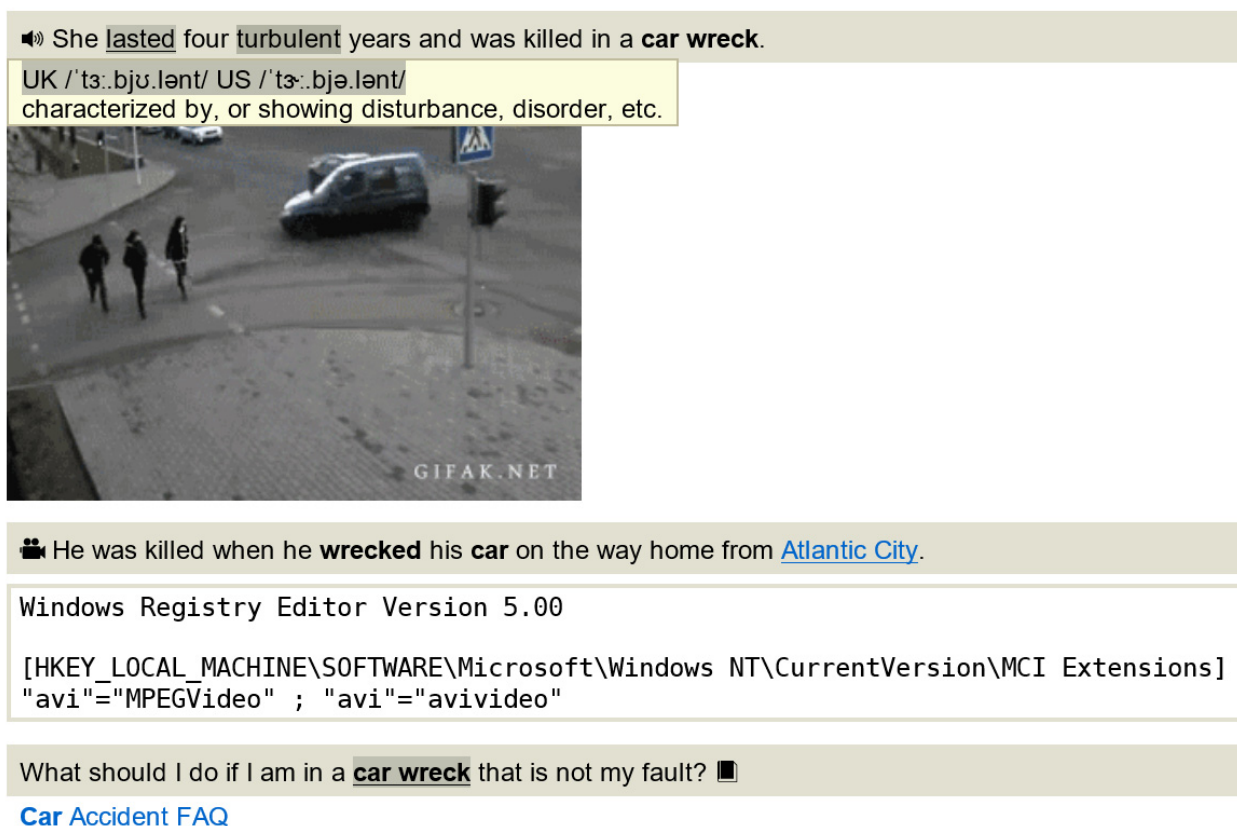 She lasted four turbulent years and was killed in a car wreck.
UK /ˈtɜː.bjʊ.lənt/ US /ˈtɝː.bjə.lənt/
characterized by, or showing disturbance, disorder, etc.
GIFAK.NET
He was killed when he wrecked his car on the way home from Atlantic City.
Windows Registry Editor Version 5.00
[HKEY_LOCAL_MACHINE\SOFTWARE\Microsoft\Windows NT\CurrentVersion\MCI Extensions]
"avi"="MPEGVideo" ; "avi"="avivideo"
What should I do if I am in a car wreck that is not my fault?
Car Accident FAQ